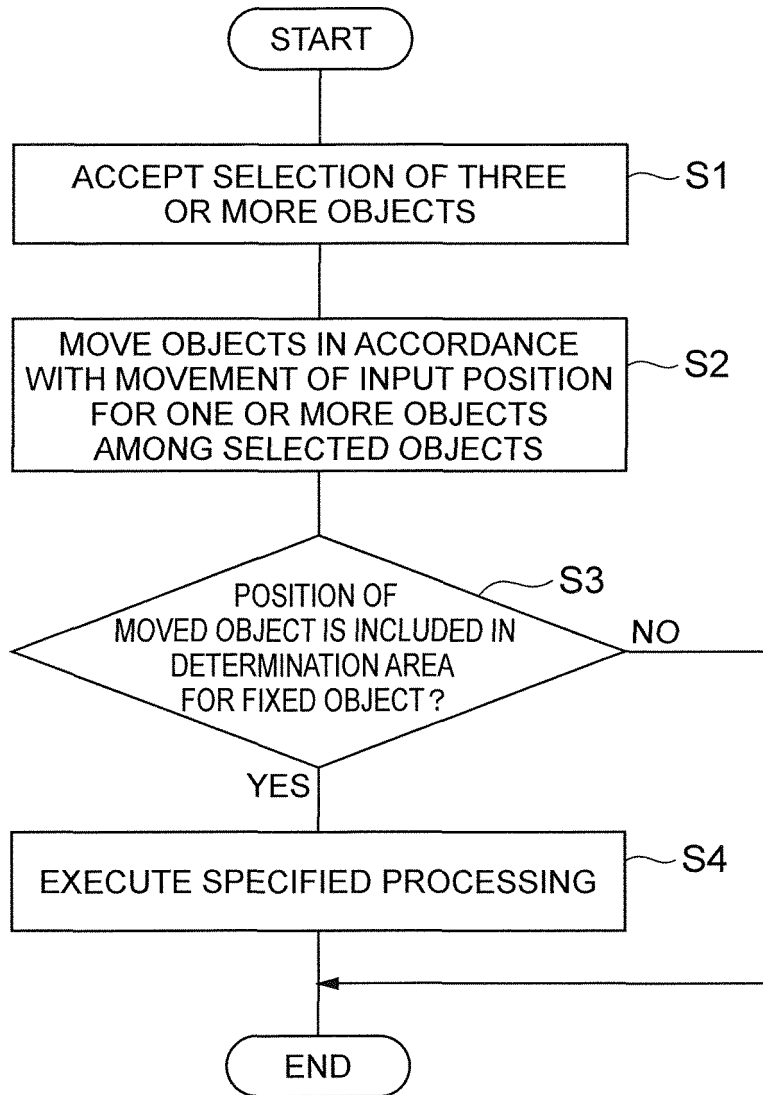 START
ACCEPT SELECTION OF THREE
OR MORE OBJECTS
S1
MOVE OBJECTS IN ACCORDANCE
WITH MOVEMENT OF INPUT POSITION
FOR ONE OR MORE OBJECTS
AMONG SELECTED OBJECTS
S2
POSITION OF
MOVED OBJECT IS INCLUDED IN
DETERMINATION AREA
FOR FIXED OBJECT?
S3
NO
YES
EXECUTE SPECIFIED PROCESSING
S4
END